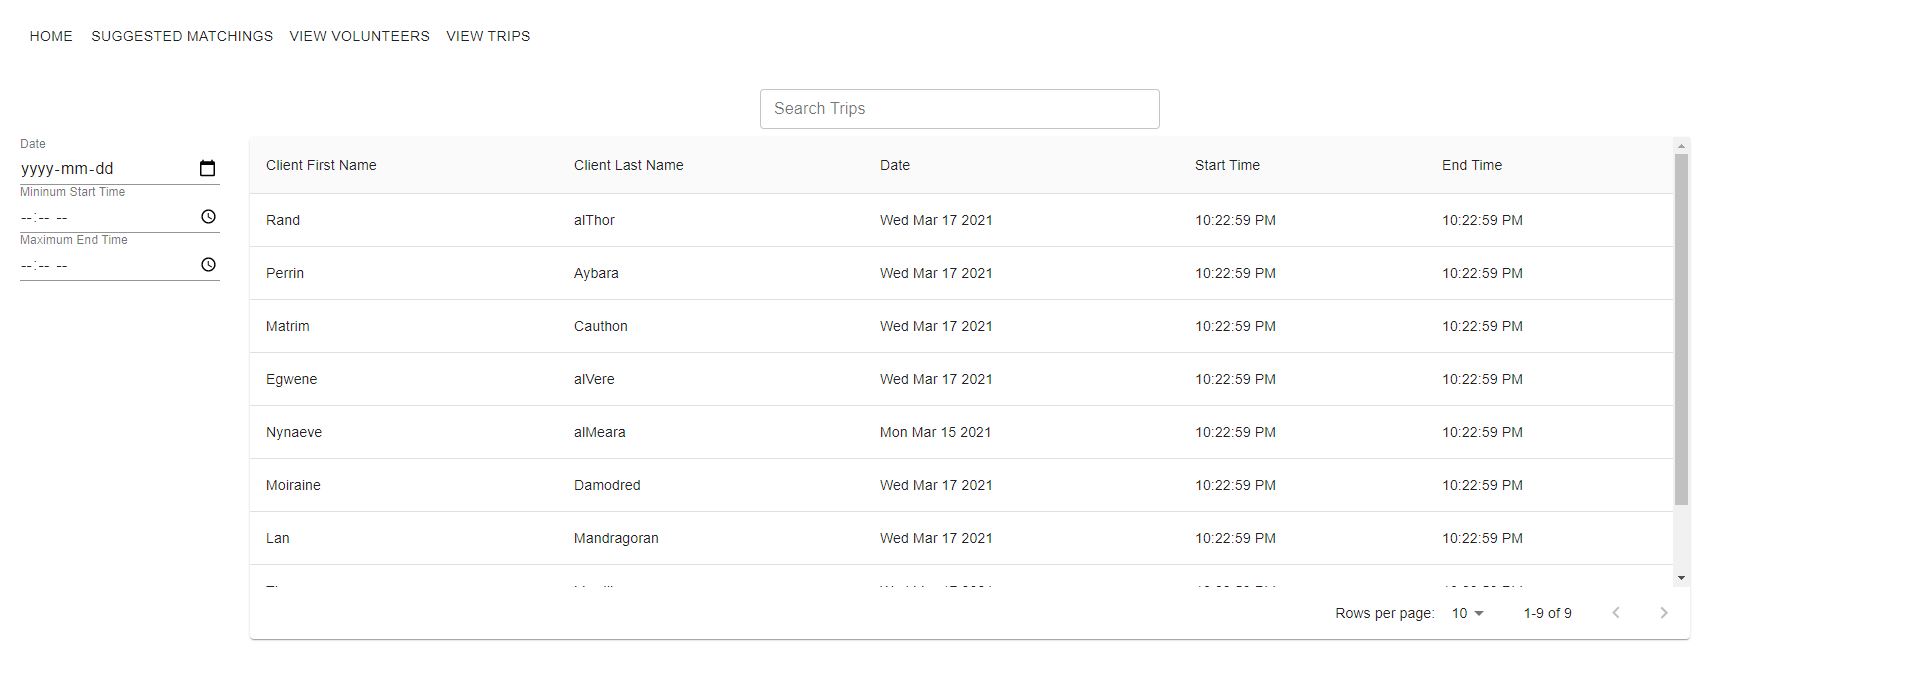 HOME SUGGESTED MATCHINGS VIEW VOLUNTEERS VIEW TRIPS
Search Trips
Date
yyyy-mm-dd
Mininum Start Time
--:-- --
Maximum End Time
--:-- --
Client First Name Client Last Name Date Start Time End Time
Rand alThor Wed Mar 17 2021 10:22:59 PM 10:22:59 PM
Perrin Aybara Wed Mar 17 2021 10:22:59 PM 10:22:59 PM
Matrim Cauthon Wed Mar 17 2021 10:22:59 PM 10:22:59 PM
Egwene alVere Wed Mar 17 2021 10:22:59 PM 10:22:59 PM
Nynaeve alMeara Mon Mar 15 2021 10:22:59 PM 10:22:59 PM
Moiraine Damodred Wed Mar 17 2021 10:22:59 PM 10:22:59 PM
Lan Mandragoran Wed Mar 17 2021 10:22:59 PM 10:22:59 PM
Rows per page: 10 1-9 of 9